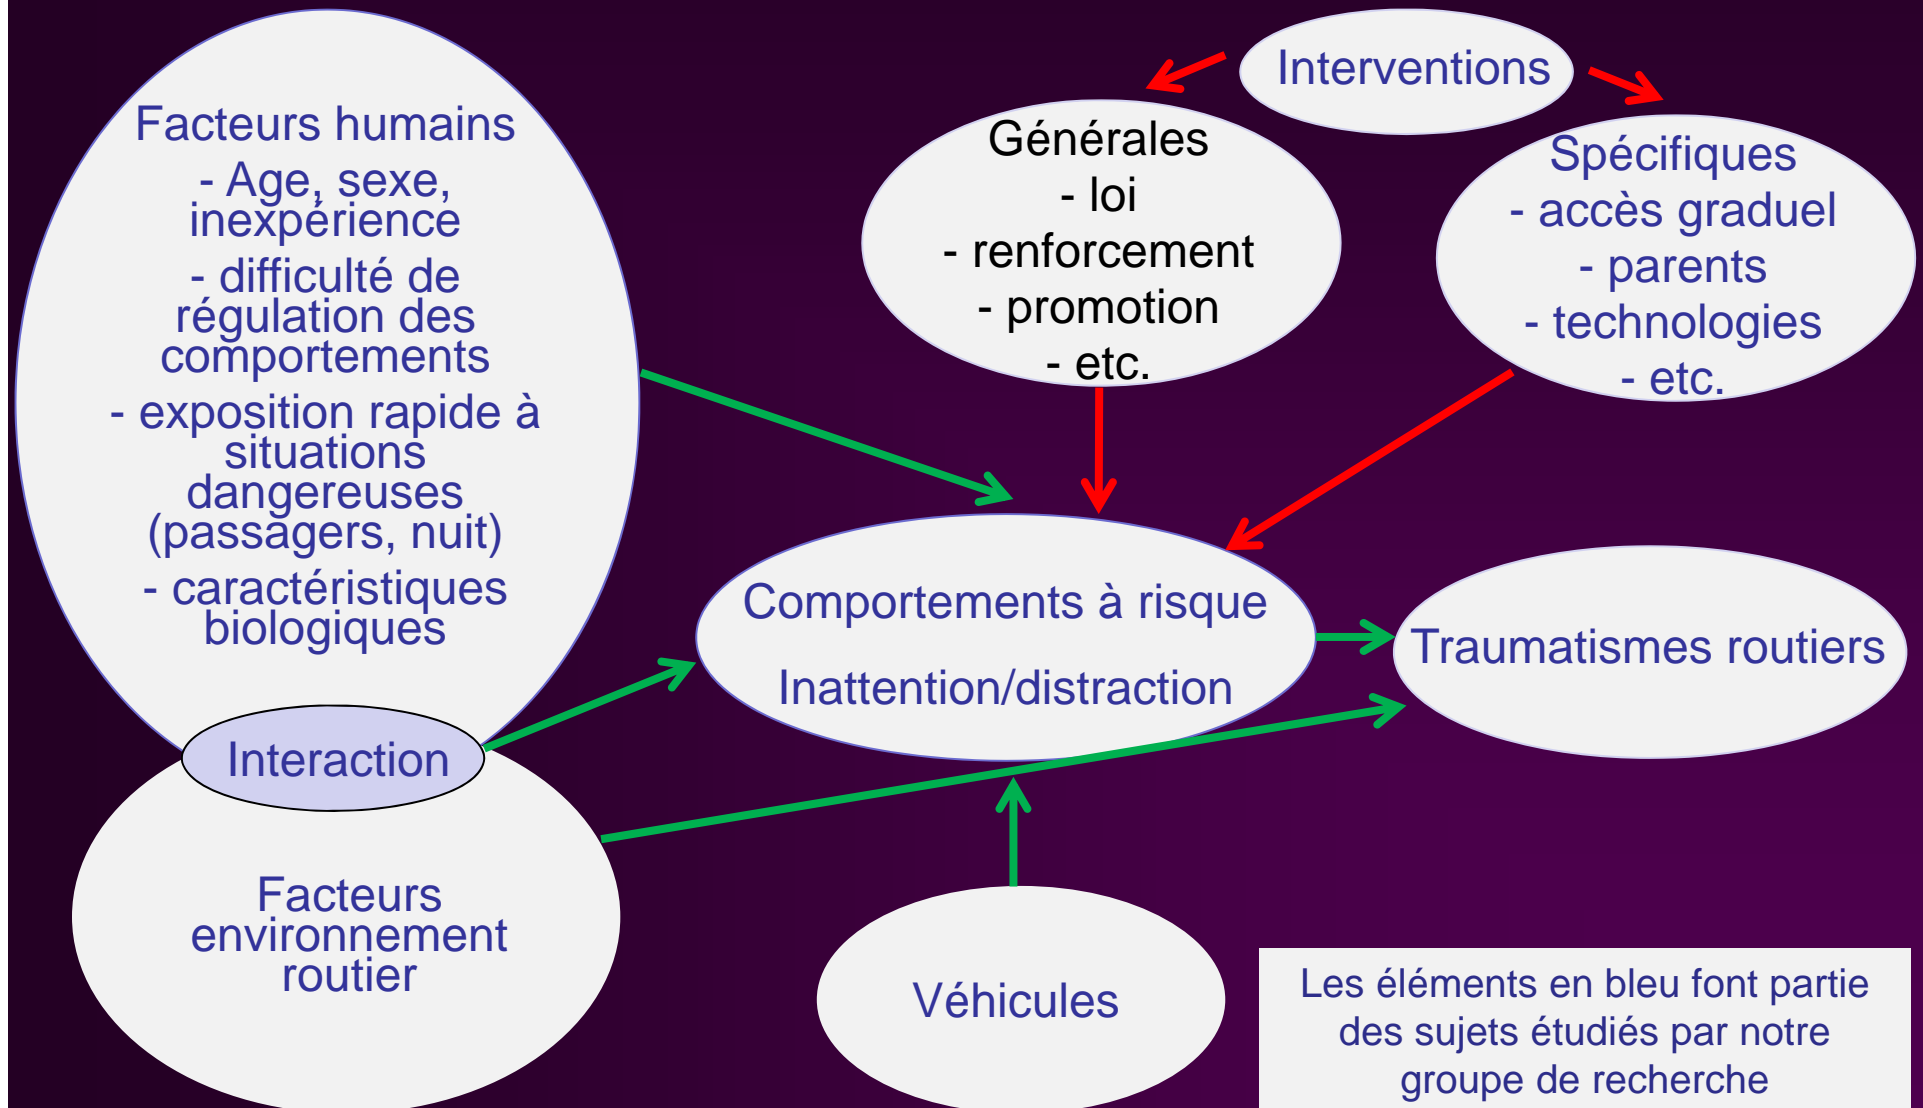 Facteurs humains
- Age, sexe,
inexpérience
- difficulté de
régulation des
comportements
- exposition rapide à
situations
dangereuses
(passagers, nuit)
- caractéristiques
biologiques
Interaction
Facteurs
environnement
routier
Interventions
Générales
- loi
- renforcement
- promotion
- etc.
Spécifiques
- accès graduel
- parents
- technologies
- etc.
Comportements à risque
Inattention/distraction
Traumatismes routiers
Véhicules
Les éléments en bleu font partie
des sujets étudiés par notre
groupe de recherche